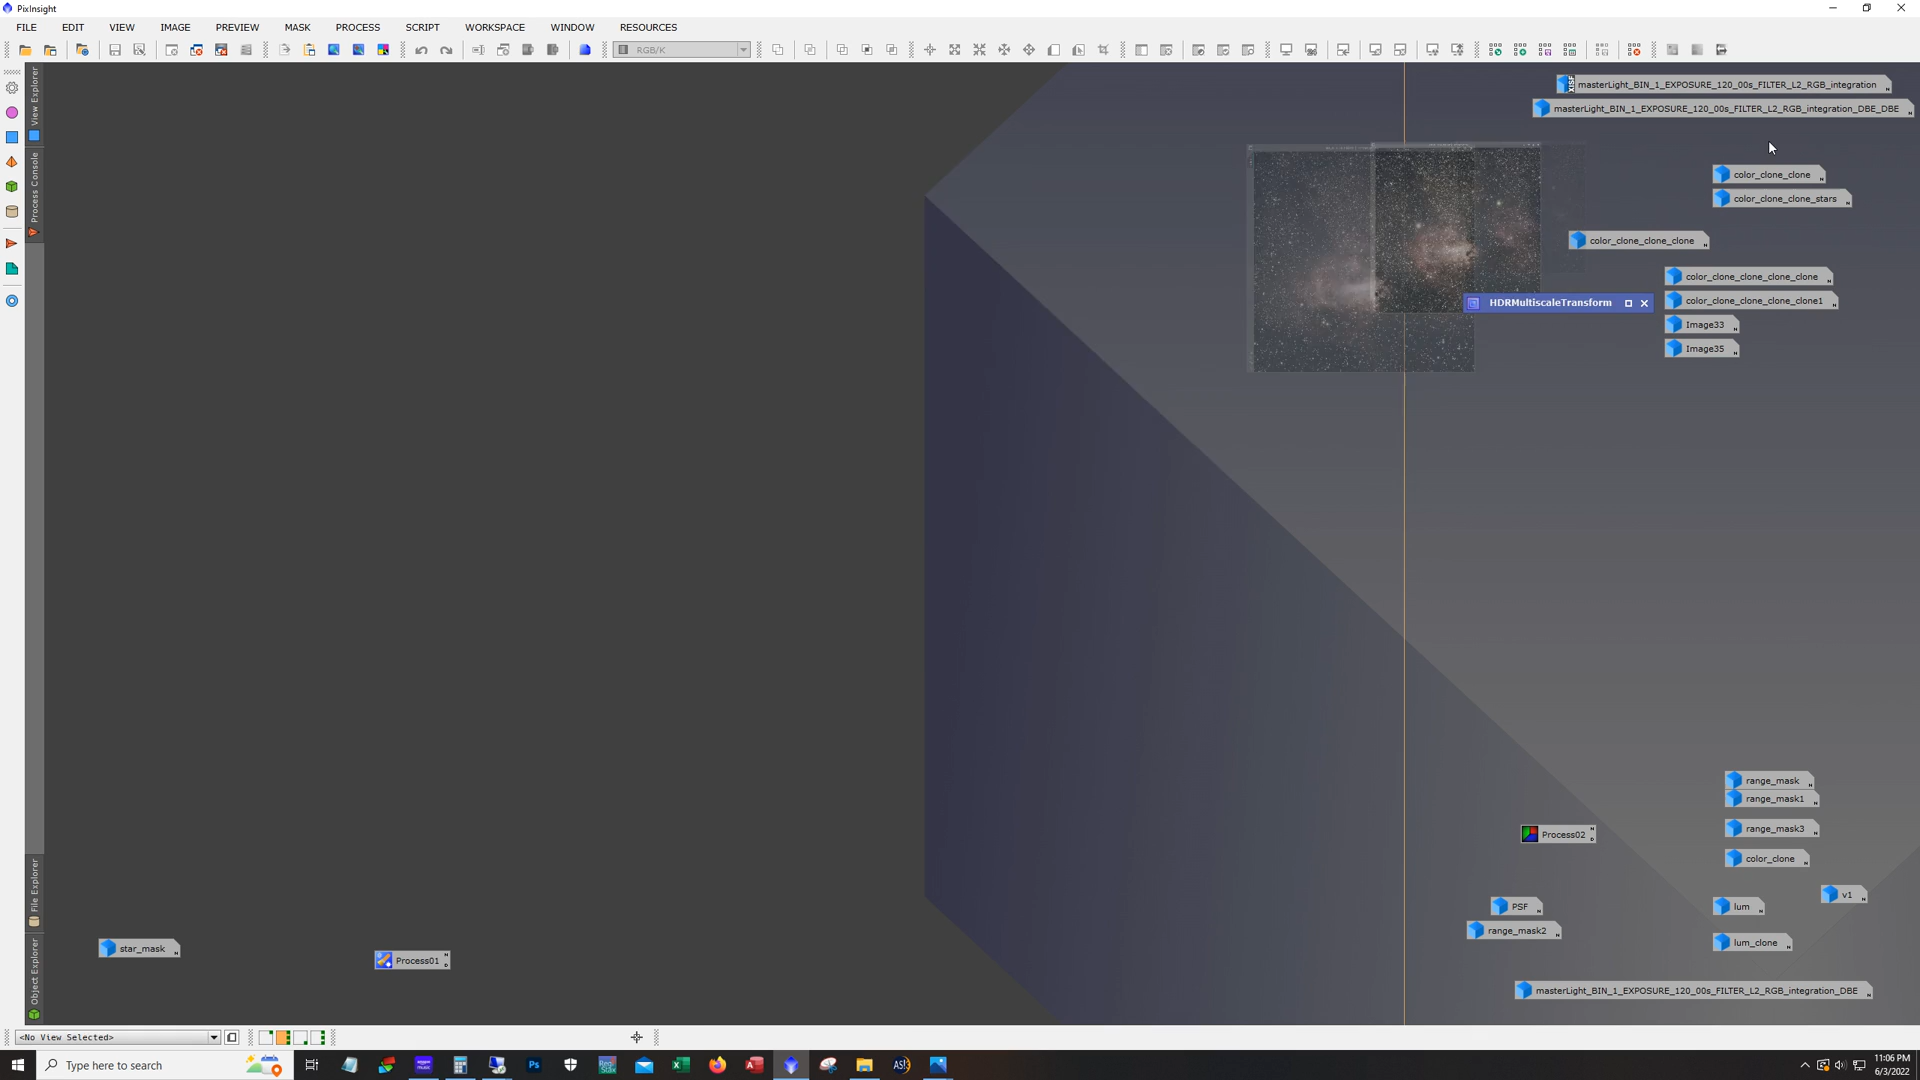 PixInsight
FILE EDIT VIEW IMAGE PROCESS PREVIEW MASK PROCESS SCRIPT WORKSPACE WINDOW RESOURCES
RGB/K
View Explorer
Process Console
File Explorer
Object Explorer
masterLight_BIN_1_EXPOSURE_120_00s_FILTER_L2_RGB_integration
masterLight_BIN_1_EXPOSURE_120_00s_FILTER_L2_RGB_integration_DBE_DBE
color_clone_clone
color_clone_clone_stars
color_clone_clone_clone
color_clone_clone_clone_clone
HDRMultiscaleTransform
color_clone_clone_clone_clone1
Image33
Image35
range_mask
range_mask1
range_mask3
Process02
color_clone
v1
PSF
lum
range_mask2
lum_clone
star_mask
Process01
masterLight_BIN_1_EXPOSURE_120_00s_FILTER_L2_RGB_integration_DBE
<No View Selected>
Type here to search
Ps
11:06 PM
6/3/2022